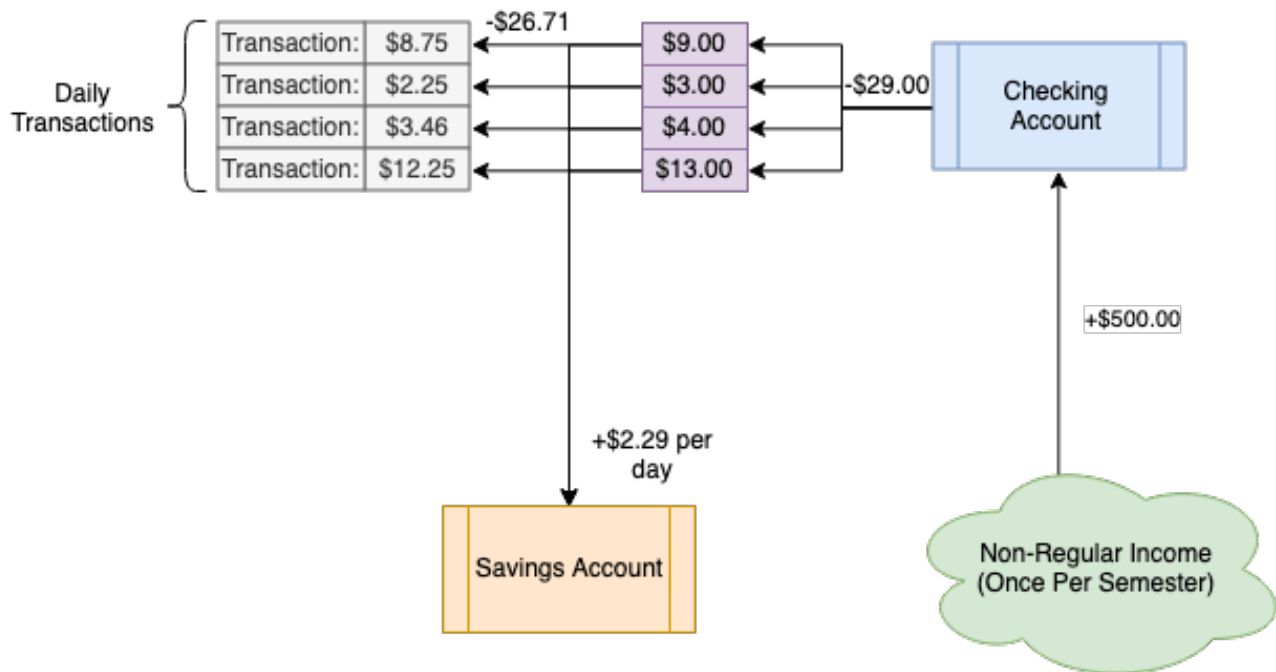 -$26.71
Transaction: $8.75
$9.00
Transaction: $2.25
$3.00
-$29.00
Checking
Account
Daily
Transactions
Transaction: $3.46
$4.00
Transaction: $12.25
$13.00
+$500.00
+$2.29 per
day
Savings Account
Non-Regular Income
(Once Per Semester)